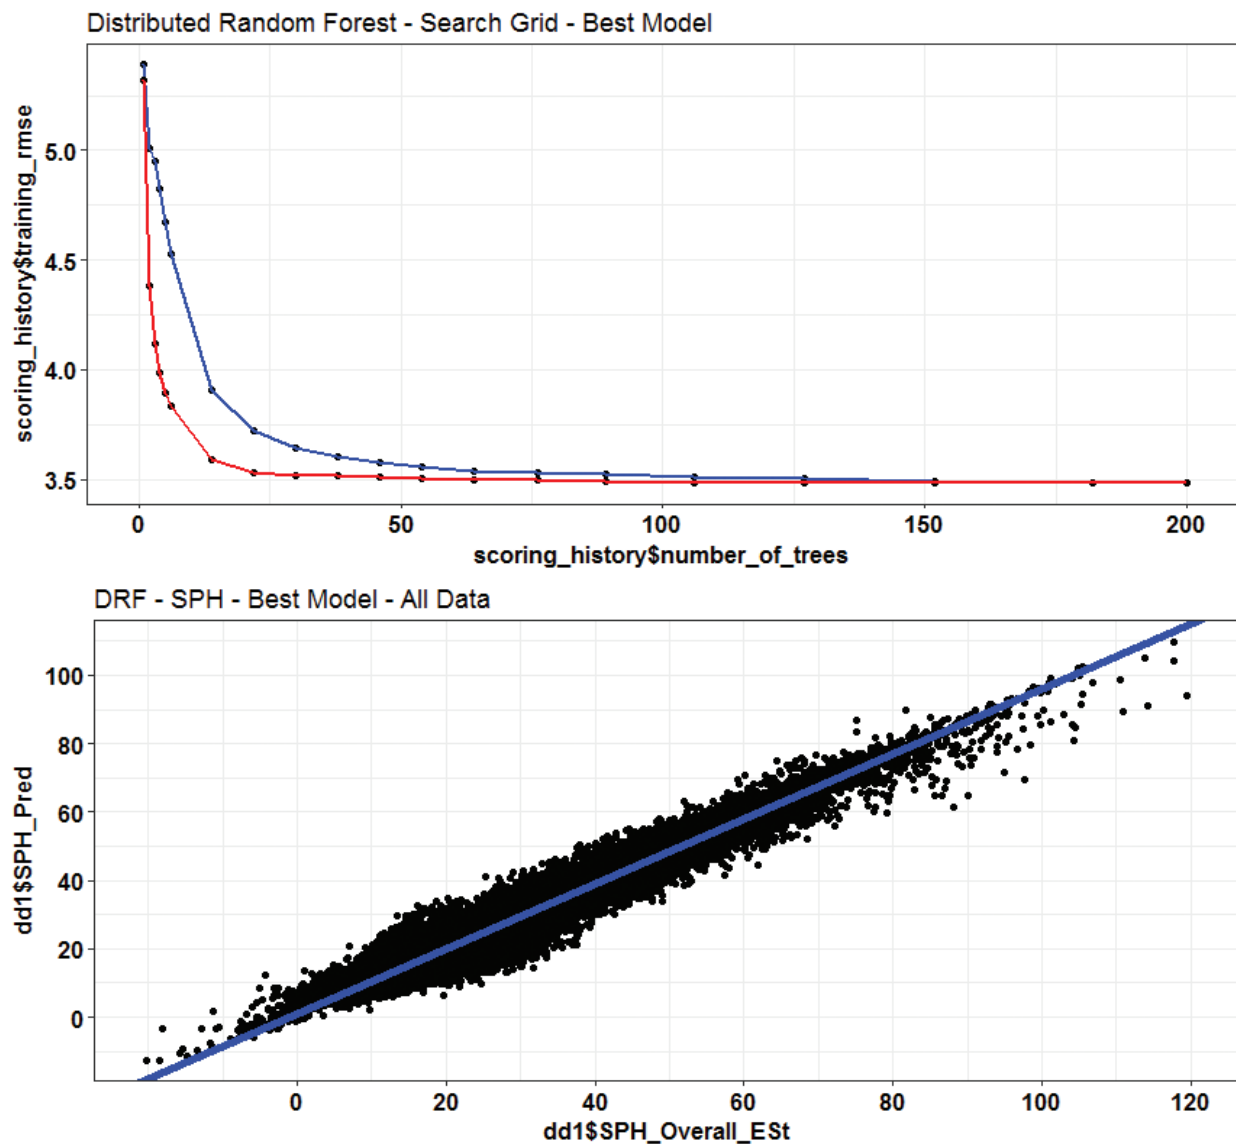 Distributed Random Forest - Search Grid - Best Model
scoring_history$training_rmse
5.0
4.5
4.0
3.5
0 50 100 150 200
scoring_history$number_of_trees
DRF - SPH - Best Model - All Data
dd1$SPH_Pred
100
80
60
40
20
0
0 20 40 60 80 100 120
dd1$SPH_Overall_ESt